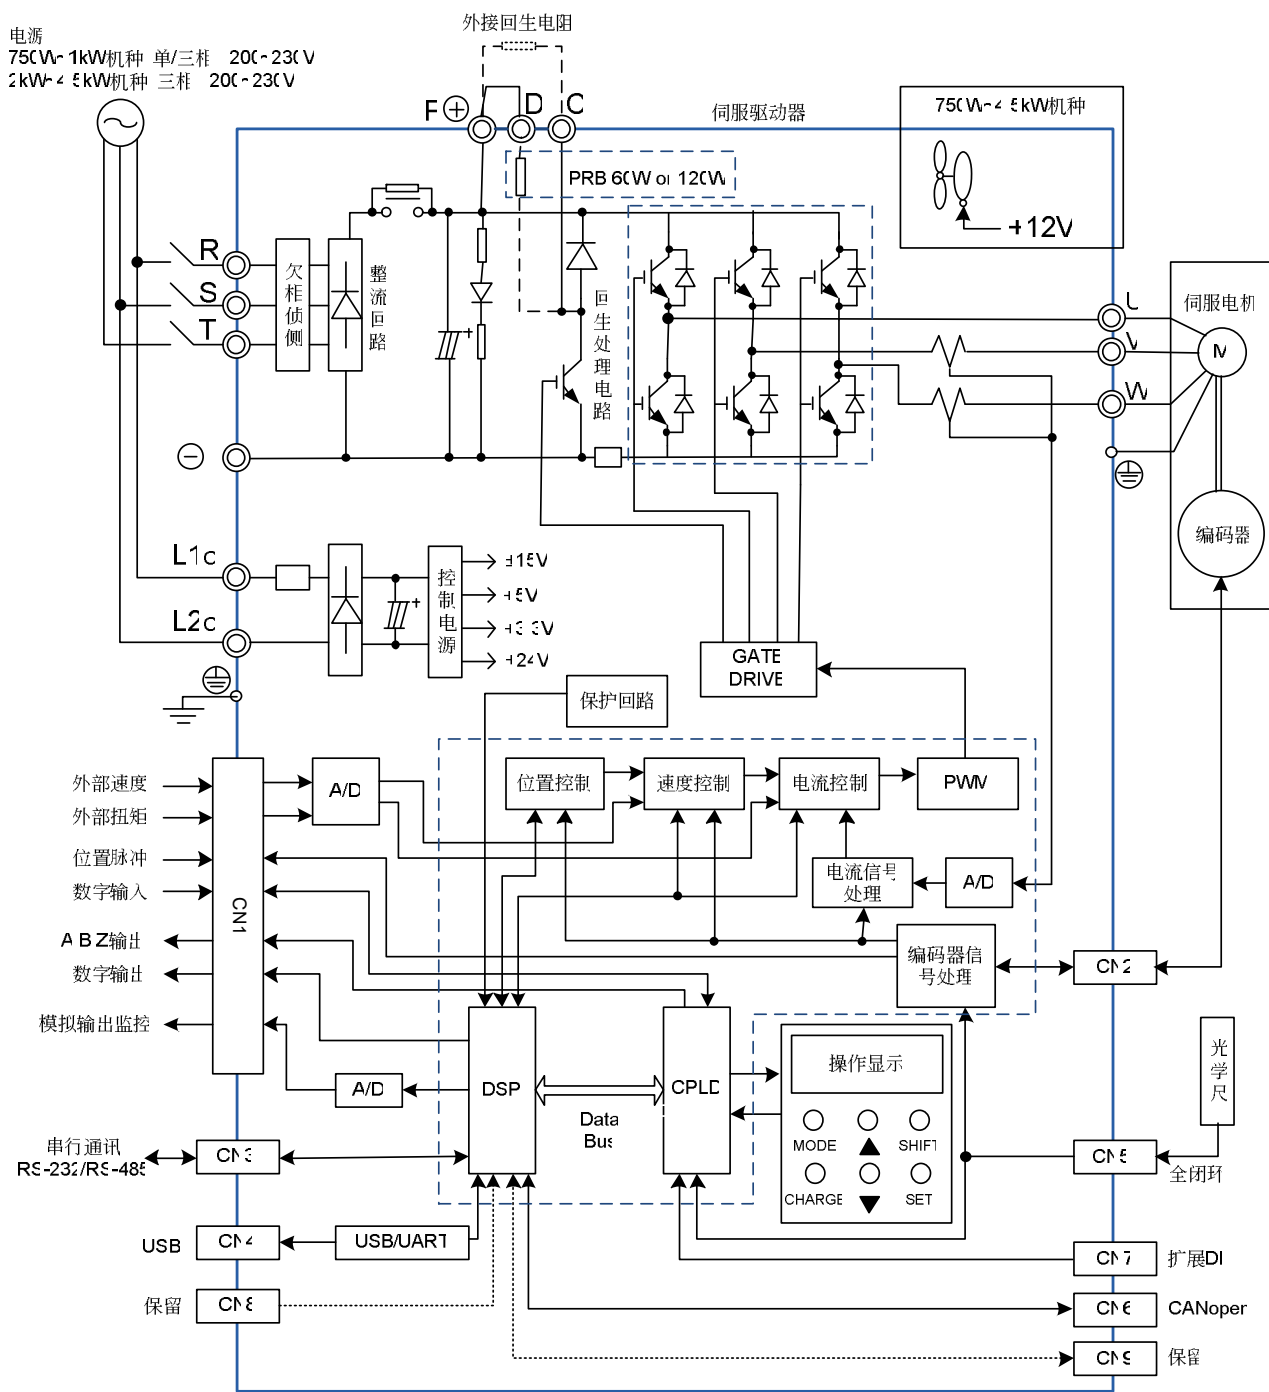 电源
750W~1kW机种 单/三相 200~230V
2kW~4.5kW机种 三相 200~230V
外接回生电阻
P
D
C
伺服驱动器
750W~4.5kW机种
+12V
PRB 60W or 120W
R
S
T
欠相侦测
整流回路
回生处理电路
U
V
W
伺服电机
M
编码器
L1c
L2c
控制电源
±15V
+5V
+3.3V
+24V
GATE
DRIVE
保护回路
外部速度
外部扭矩
位置脉冲
数字输入
A,B,Z输出
数字输出
模拟输出监控
CN1
A/D
位置控制
速度控制
电流控制
PWM
电流信号
处理
A/D
编码器信
号处理
CN2
光学尺
DSP
Data
Bus
CPLD
A/D
操作显示
MODE
SHIFT
CHARGE
SET
串行通讯
RS-232/RS-485
CN3
CN5
全闭环
USB
CN4
USB/UART
CN7
扩展DI
保留
CN8
CN6
CANopen
CN9
保留